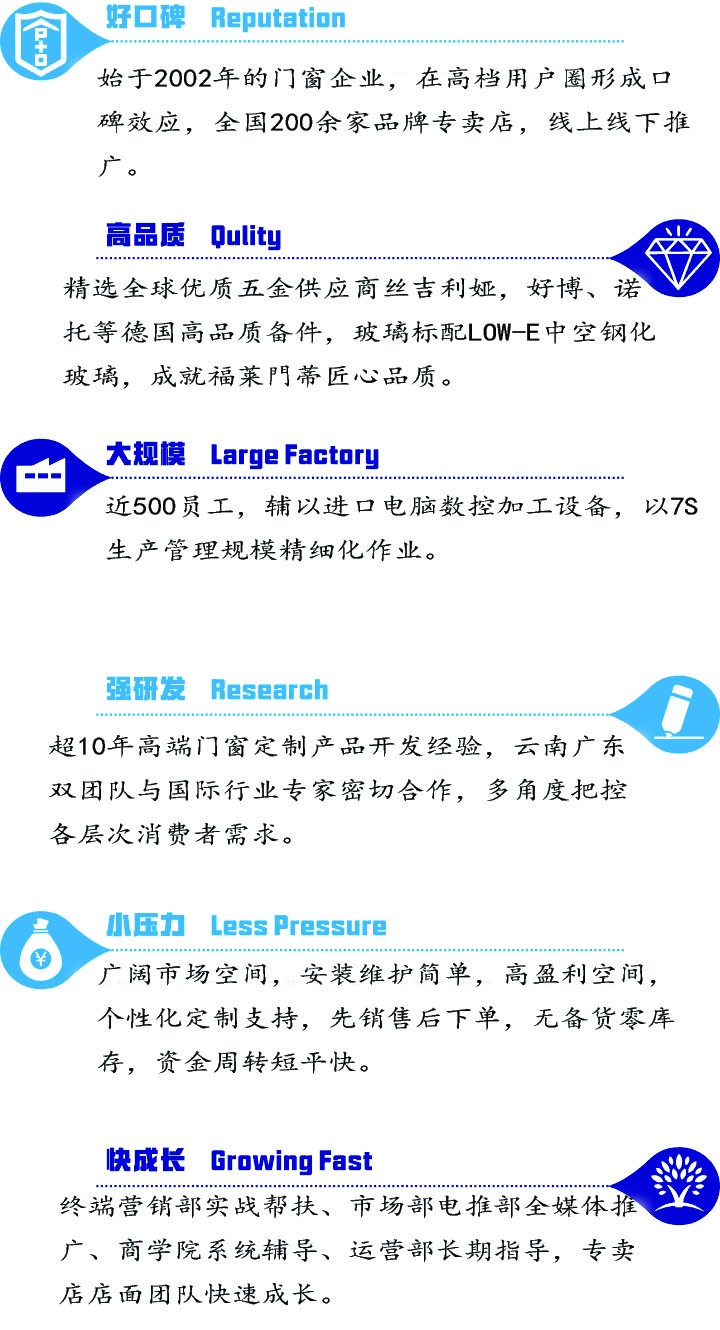 好口碑 Reputation
始于2002年的门窗企业，在高档用户圈形成口
碑效应，全国200余家品牌专卖店，线上线下推
广。
高品质 Qulity
精选全球优质五金供应商丝吉利娅，好博、诺
托等德国高品质备件，玻璃标配LOW-E中空钢化
玻璃，成就福莱門蒂匠心品质。
大规模 Large Factory
近500员工，辅以进口电脑数控加工设备，以7S
生产管理规模精细化作业。
强研发 Research
超10年高端门窗定制产品开发经验，云南广东
双团队与国际行业专家密切合作，多角度把控
各层次消费者需求。
小压力 Less Pressure
¥
广阔市场空间，安装维护简单，高盈利空间，
个性化定制支持，先销售后下单，无备货零库
存，资金周转短平快。
快成长 Growing Fast
终端营销部实战帮扶、市场部电推部全媒体推
广、商学院系统辅导、运营部长期指导，专卖
店店面团队快速成长。